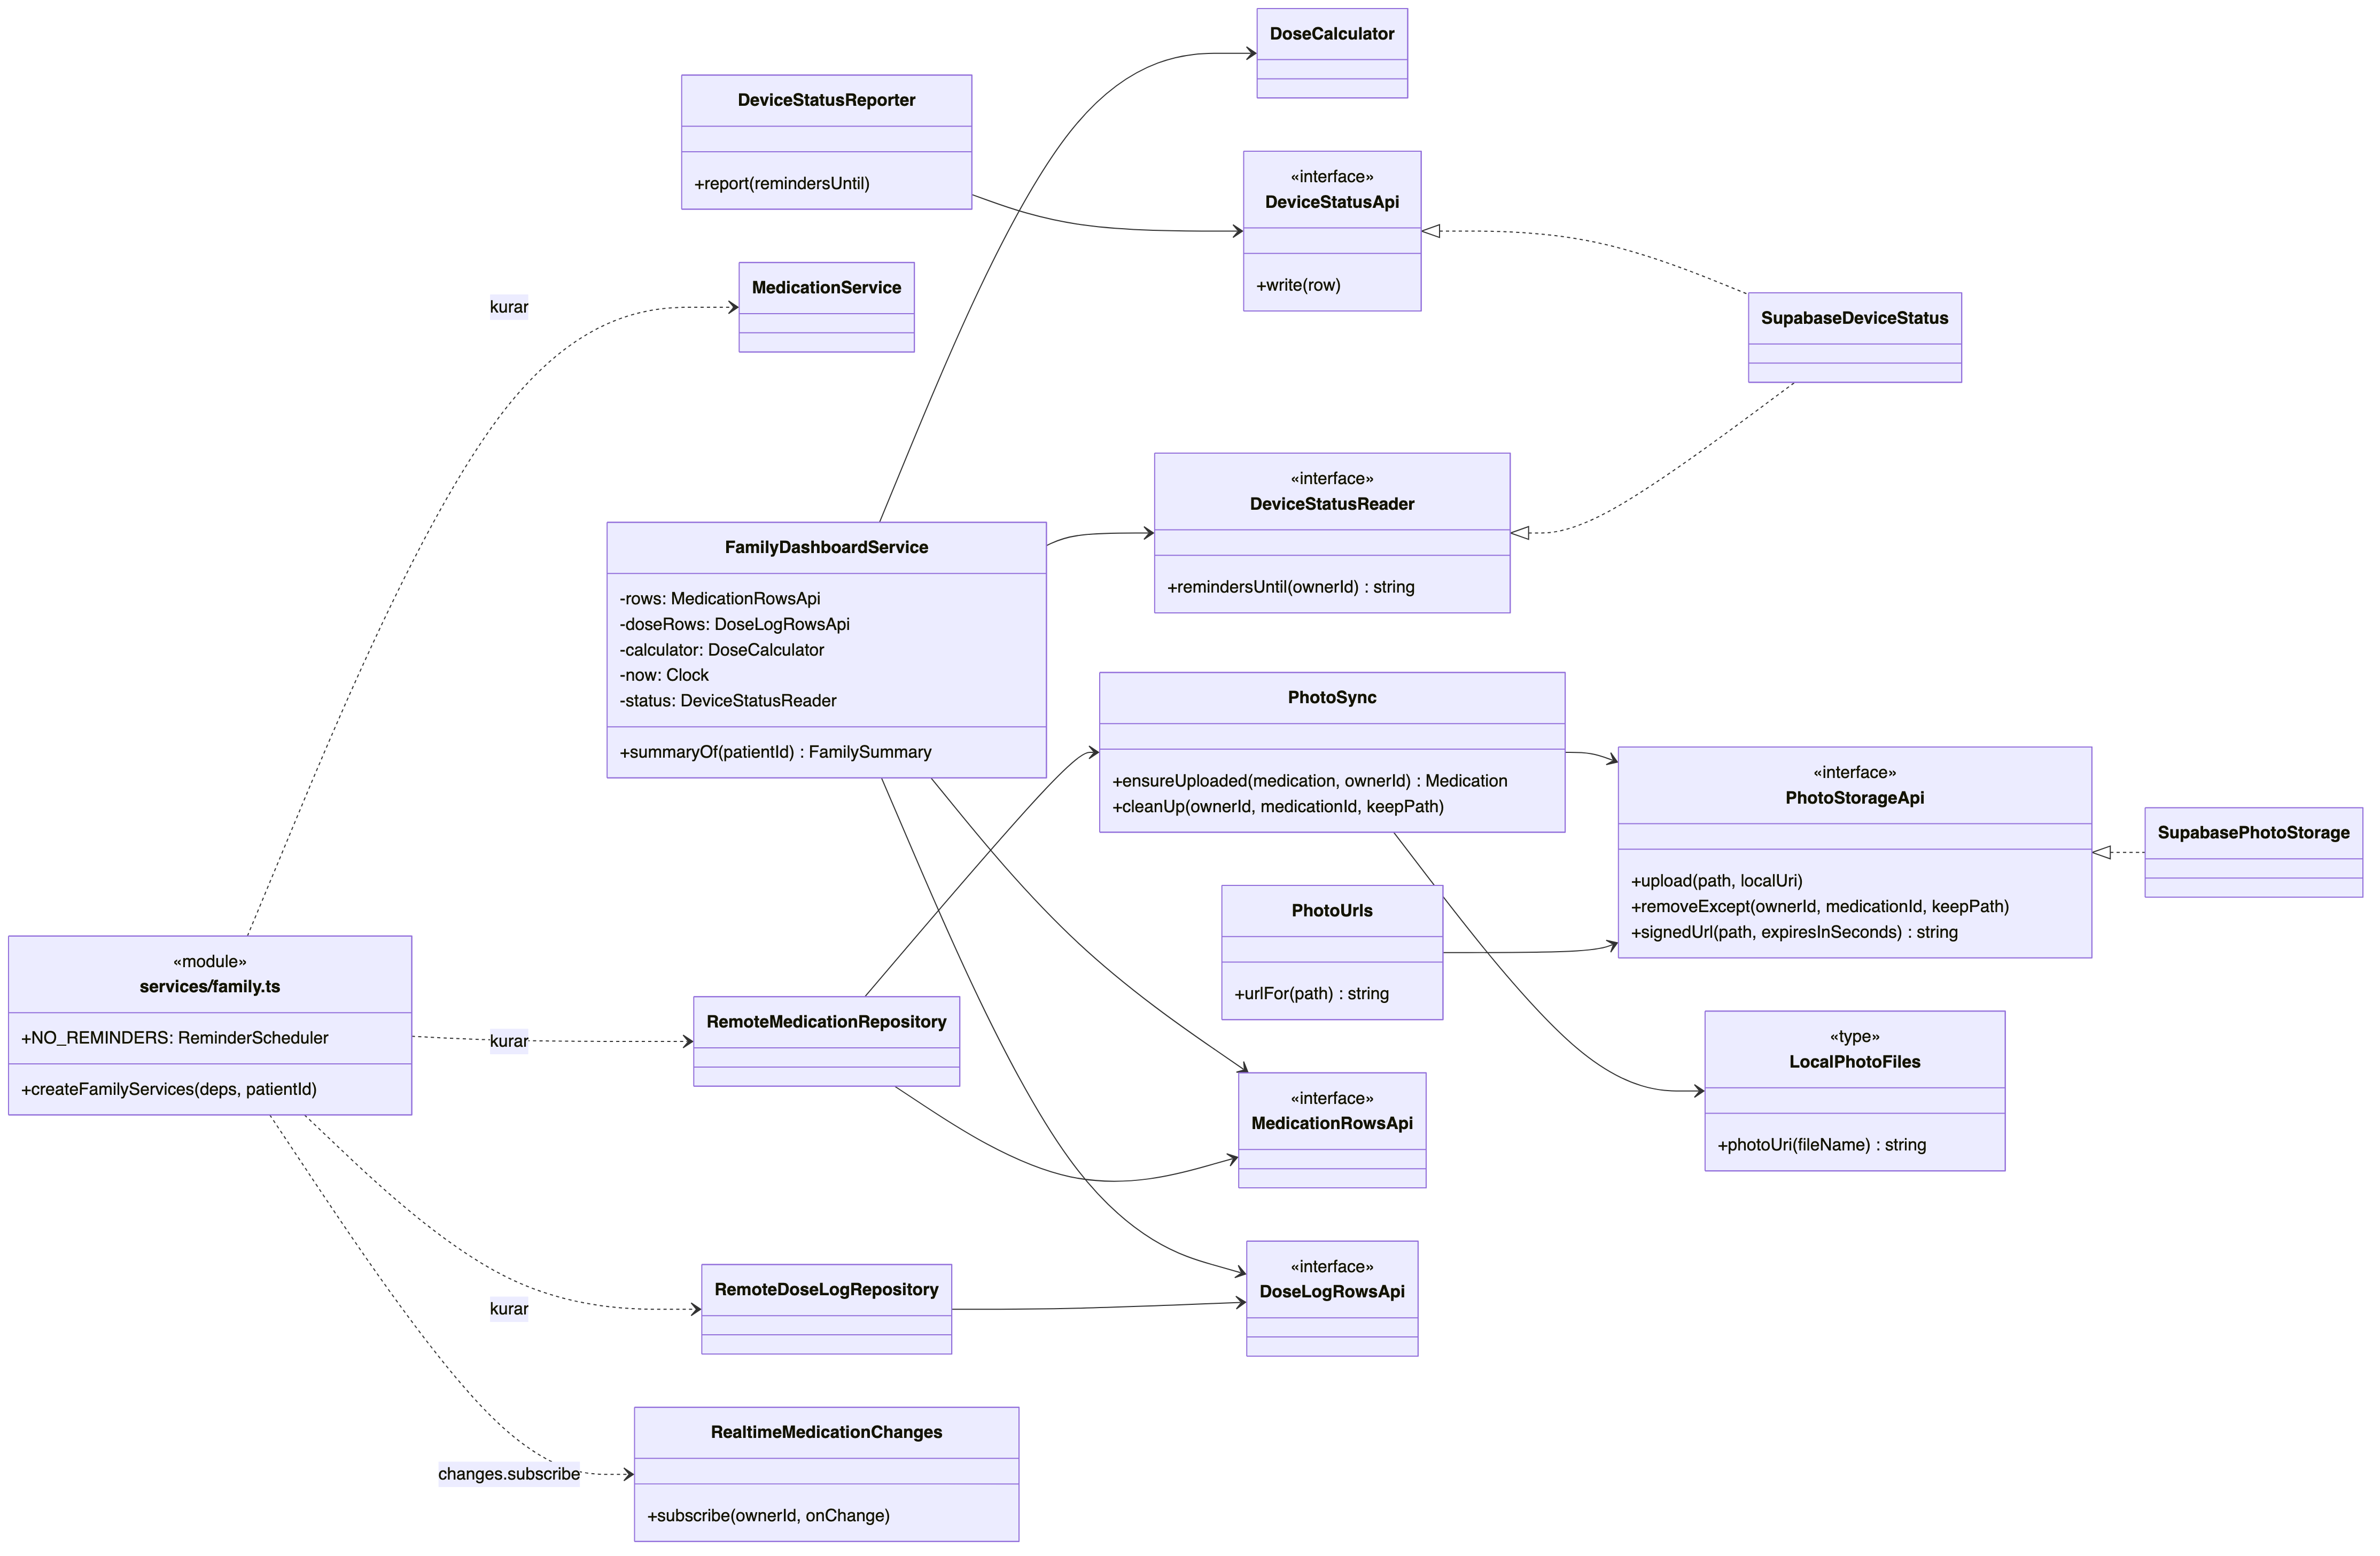 DoseCalculator
DeviceStatusReporter
+report(remindersUntil)
«interface»
DeviceStatusApi
+write(row)
MedicationService
kurar
SupabaseDeviceStatus
«interface»
DeviceStatusReader
+remindersUntil(ownerId) : string
FamilyDashboardService
-rows: MedicationRowsApi
-doseRows: DoseLogRowsApi
-calculator: DoseCalculator
-now: Clock
-status: DeviceStatusReader
+summaryOf(patientId) : FamilySummary
PhotoSync
+ensureUploaded(medication, ownerId) : Medication
+cleanUp(ownerId, medicationId, keepPath)
«interface»
PhotoStorageApi
+upload(path, localUri)
+removeExcept(ownerId, medicationId, keepPath)
+signedUrl(path, expiresInSeconds) : string
SupabasePhotoStorage
PhotoUrls
+urlFor(path) : string
«module»
services/family.ts
+NO_REMINDERS: ReminderScheduler
+createFamilyServices(deps, patientId)
kurar
RemoteMedicationRepository
«type»
LocalPhotoFiles
+photoUri(fileName) : string
«interface»
MedicationRowsApi
kurar
RemoteDoseLogRepository
«interface»
DoseLogRowsApi
changes.subscribe
RealtimeMedicationChanges
+subscribe(ownerId, onChange)